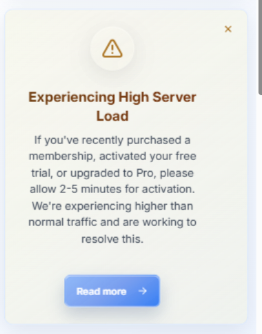 Experiencing High Server
Load
If you've recently purchased a
membership, activated your free
trial, or upgraded to Pro, please
allow 2-5 minutes for activation.
We're experiencing higher than
normal traffic and are working to
resolve this.
Read more →